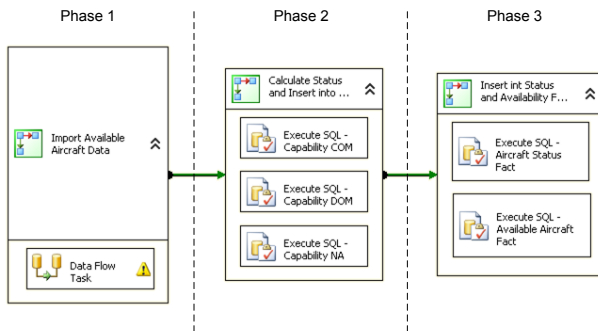 Phase 1
Phase 2
Phase 3
Import Available
Aircraft Data
Data Flow
Task
Calculate Status
and Insert into ...
Execute SQL -
Capability COM
Execute SQL -
Capability DOM
Execute SQL -
Capability NA
Insert int Status
and Availability F...
Execute SQL -
Aircraft Status
Fact
Execute SQL -
Available Aircraft
Fact